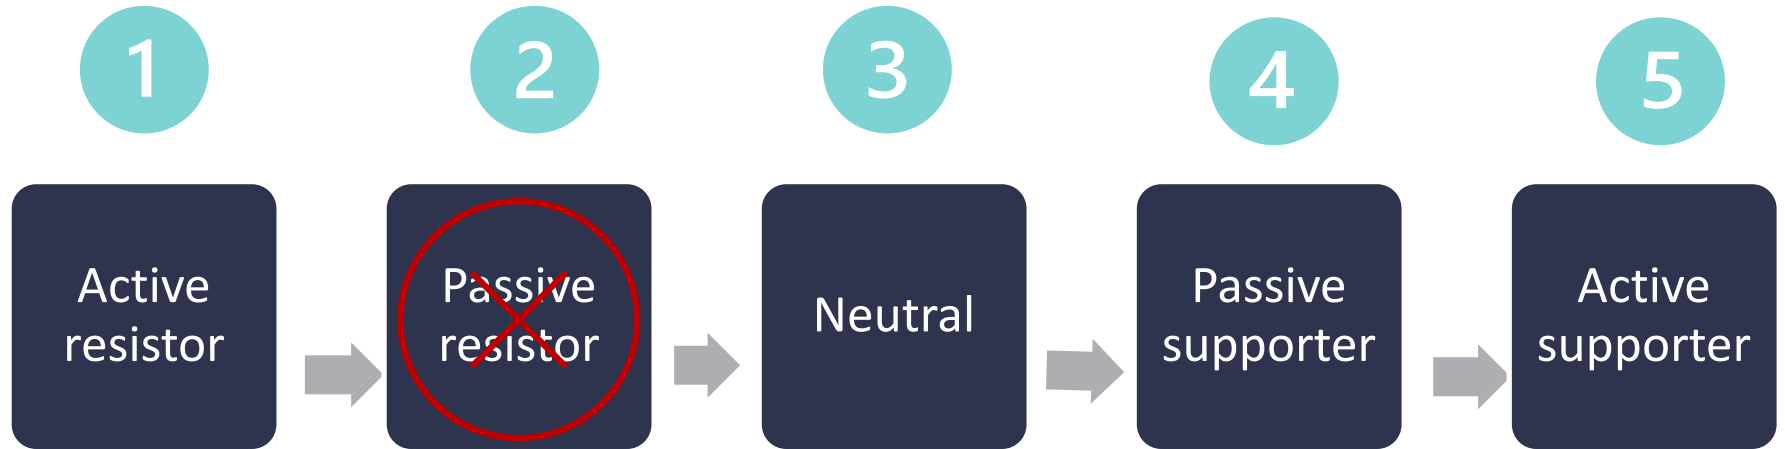 1
2
3
4
5
Active
resistor
Passive
resistor
Neutral
Passive
supporter
Active
supporter